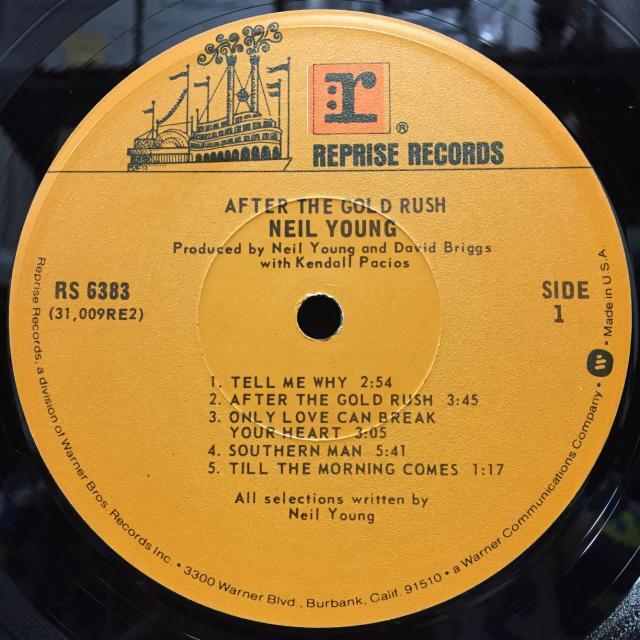 :r
®
REPRISE RECORDS
AFTER THE GOLD RUSH
NEIL YOUNG
Produced by Neil Young and David Briggs
with Kendall Pacios
RS 6383
(31,009RE2)
SIDE
1
1. TELL ME WHY 2:54
2. AFTER THE GOLD RUSH 3:45
3. ONLY LOVE CAN BREAK
YOUR HEART 3:05
4. SOUTHERN MAN 5:41
5. TILL THE MORNING COMES 1:17
All selections written by
Neil Young
Reprise Records, a division of Warner Bros. Records Inc. • 3300 Warner Blvd., Burbank, Calif. 91510 • a Warner Communications Company • W • Made in U.S.A.